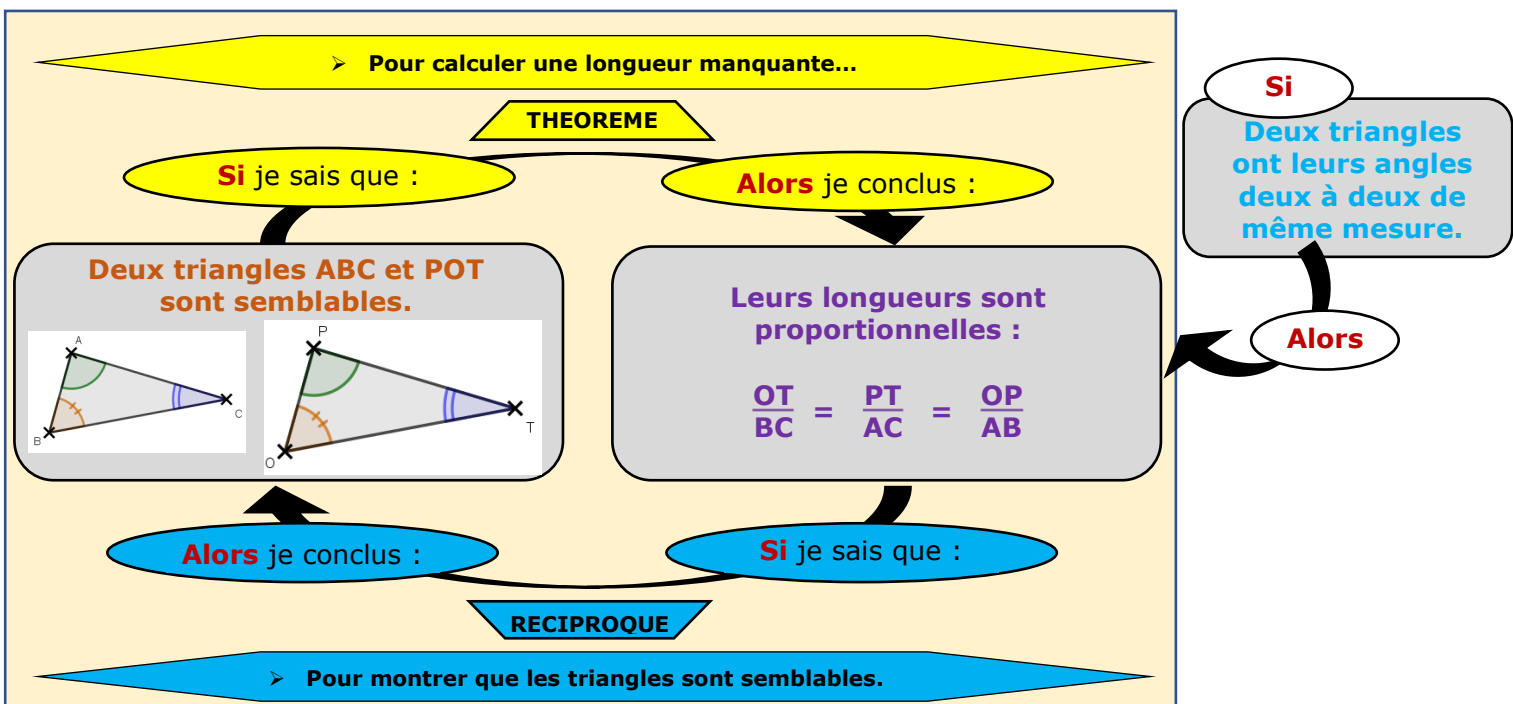 ➢ Pour calculer une longueur manquante…
THEOREME
Si je sais que :
Alors je conclus :
Deux triangles ABC et POT
sont semblables.
A
B
C
P
O
T
Leurs longueurs sont
proportionnelles :
OT/BC = PT/AC = OP/AB
Alors je conclus :
Si je sais que :
RECIPROQUE
➢ Pour montrer que les triangles sont semblables.
Si
Deux triangles
ont leurs angles
deux à deux de
même mesure.
Alors